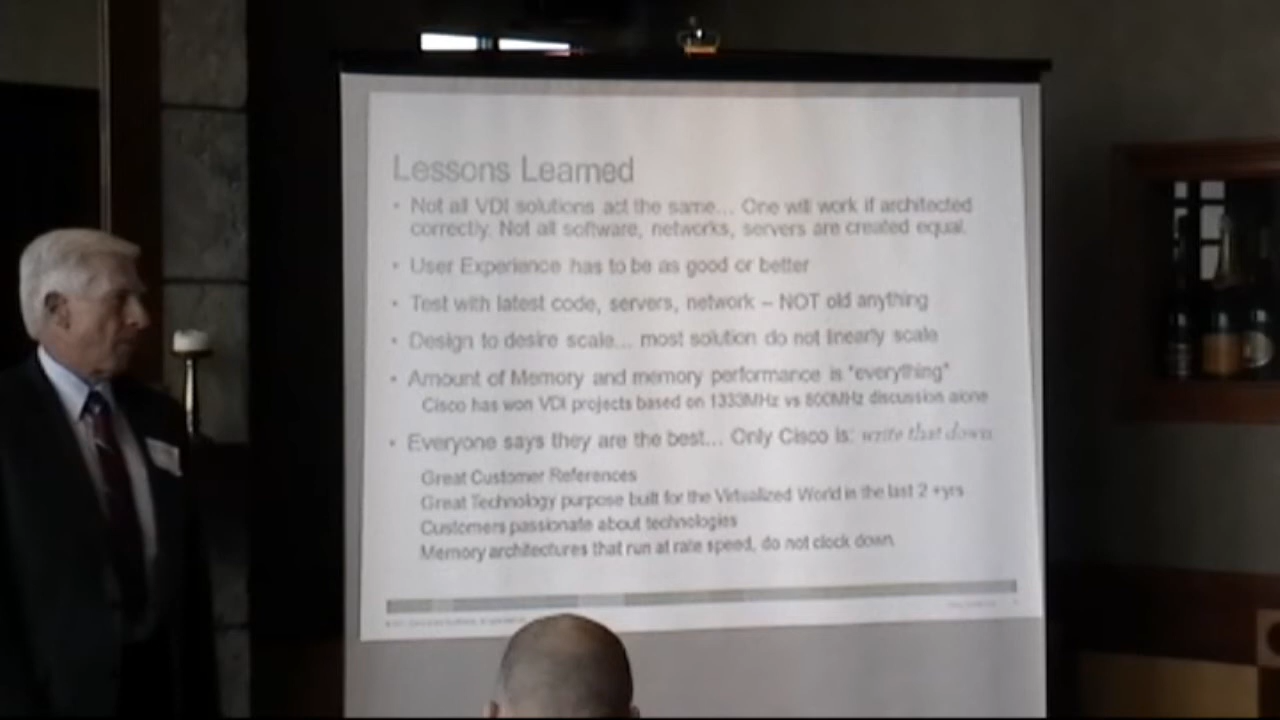 Lessons Learned
• Not all VDI solutions act the same... One will work if architected
correctly. Not all software, networks, servers are created equal.
• User Experience has to be as good or better
• Test with latest code, servers, network – NOT old anything
• Design to desire scale... most solution do not linearly scale
• Amount of Memory and memory performance is "everything"
Cisco has won VDI projects based on 1333MHz vs 800MHz discussion alone
• Everyone says they are the best... Only Cisco is: write that down
Great Customer References
Great Technology purpose built for the Virtualized World in the last 2 +yrs
Customers passionate about technologies
Memory architectures that run at rate speed, do not clock down